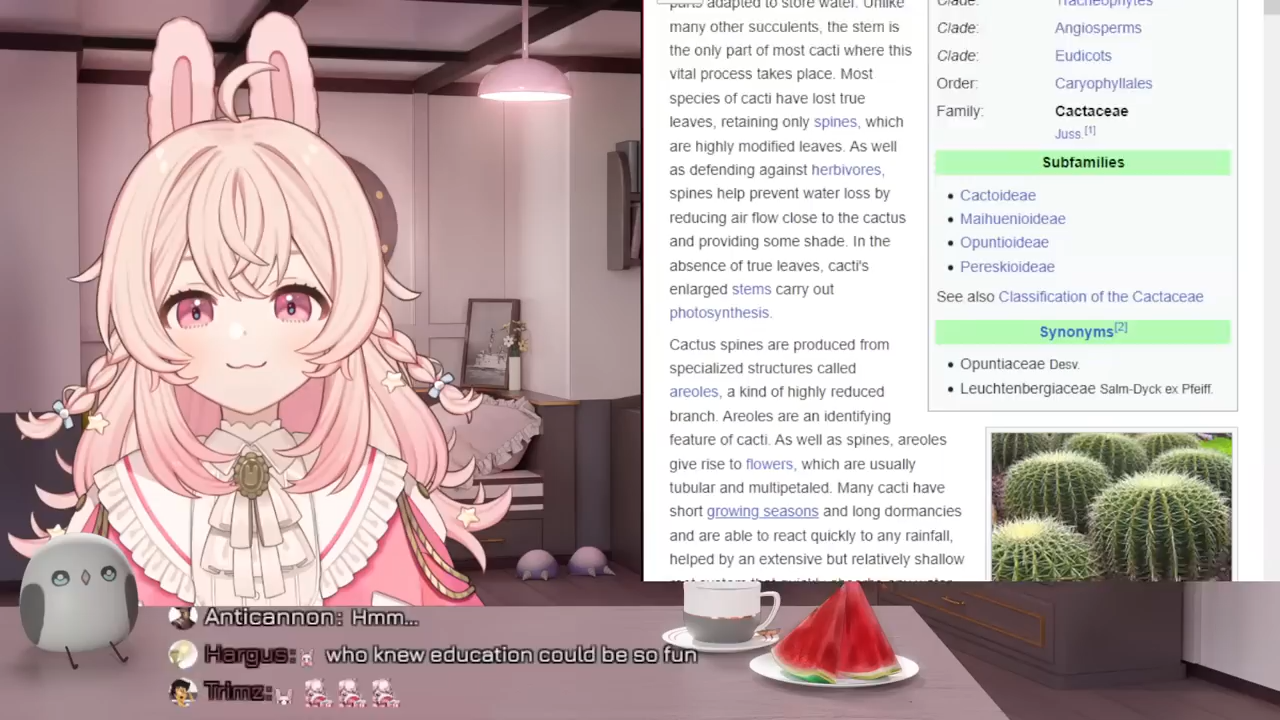 parts adapted to store water. Unlike
many other succulents, the stem is
the only part of most cacti where this
vital process takes place. Most
species of cacti have lost true
leaves, retaining only spines, which
are highly modified leaves. As well
as defending against herbivores,
spines help prevent water loss by
reducing air flow close to the cactus
and providing some shade. In the
absence of true leaves, cacti's
enlarged stems carry out
photosynthesis.
Cactus spines are produced from
specialized structures called
areoles, a kind of highly reduced
branch. Areoles are an identifying
feature of cacti. As well as spines, areoles
give rise to flowers, which are usually
tubular and multipetaled. Many cacti have
short growing seasons and long dormancies
and are able to react quickly to any rainfall,
helped by an extensive but relatively shallow
Clade: Tracheophytes
Clade: Angiosperms
Clade: Eudicots
Order: Caryophyllales
Family: Cactaceae
Juss.[1]
Subfamilies
• Cactoideae
• Maihuenioideae
• Opuntioideae
• Pereskioideae
See also Classification of the Cactaceae
Synonyms[2]
• Opuntiaceae Desv.
• Leuchtenbergiaceae Salm-Dyck ex Pfeiff.
Anticannon: Hmm...
Hargus: who knew education could be so fun
Trimz: